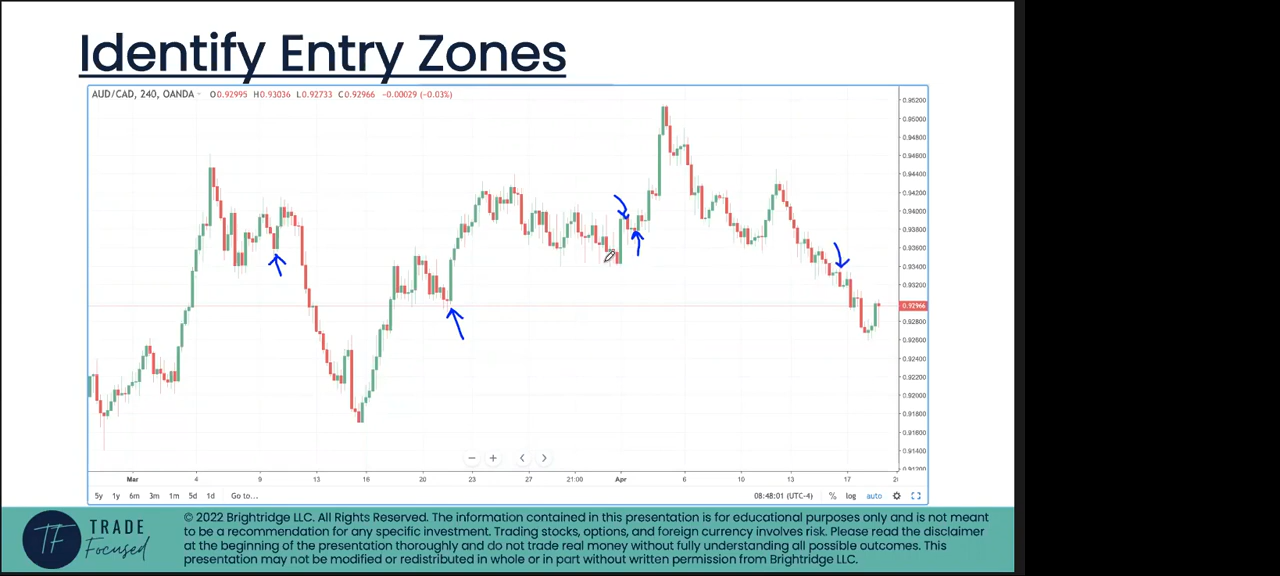 Identify Entry Zones
AUD/CAD, 240, OANDA O0.92995 H0.93036 L0.92733 C0.92966 -0.00029 (-0.03%)
0.95200
0.95000
0.94800
0.94600
0.94400
0.94200
0.94000
0.93800
0.93600
0.93400
0.93200
0.92966
0.92800
0.92600
0.92400
0.92200
0.92000
0.91800
0.91600
0.91400
0.91200
Mar 4 9 13 16 20 23 27 21:00 Apr 6 10 13 17
5y 1y 6m 3m 1m 5d 1d Go to... 08:48:01 (UTC-4) % log auto
TF
TRADE
Focused
© 2022 Brightridge LLC. All Rights Reserved. The information contained in this presentation is for educational purposes only and is not meant
to be a recommendation for any specific investment. Trading stocks, options, and foreign currency involves risk. Please read the disclaimer
at the beginning of the presentation thoroughly and do not trade real money without fully understanding all possible outcomes. This
presentation may not be modified or redistributed in whole or in part without written permission from Brightridge LLC.